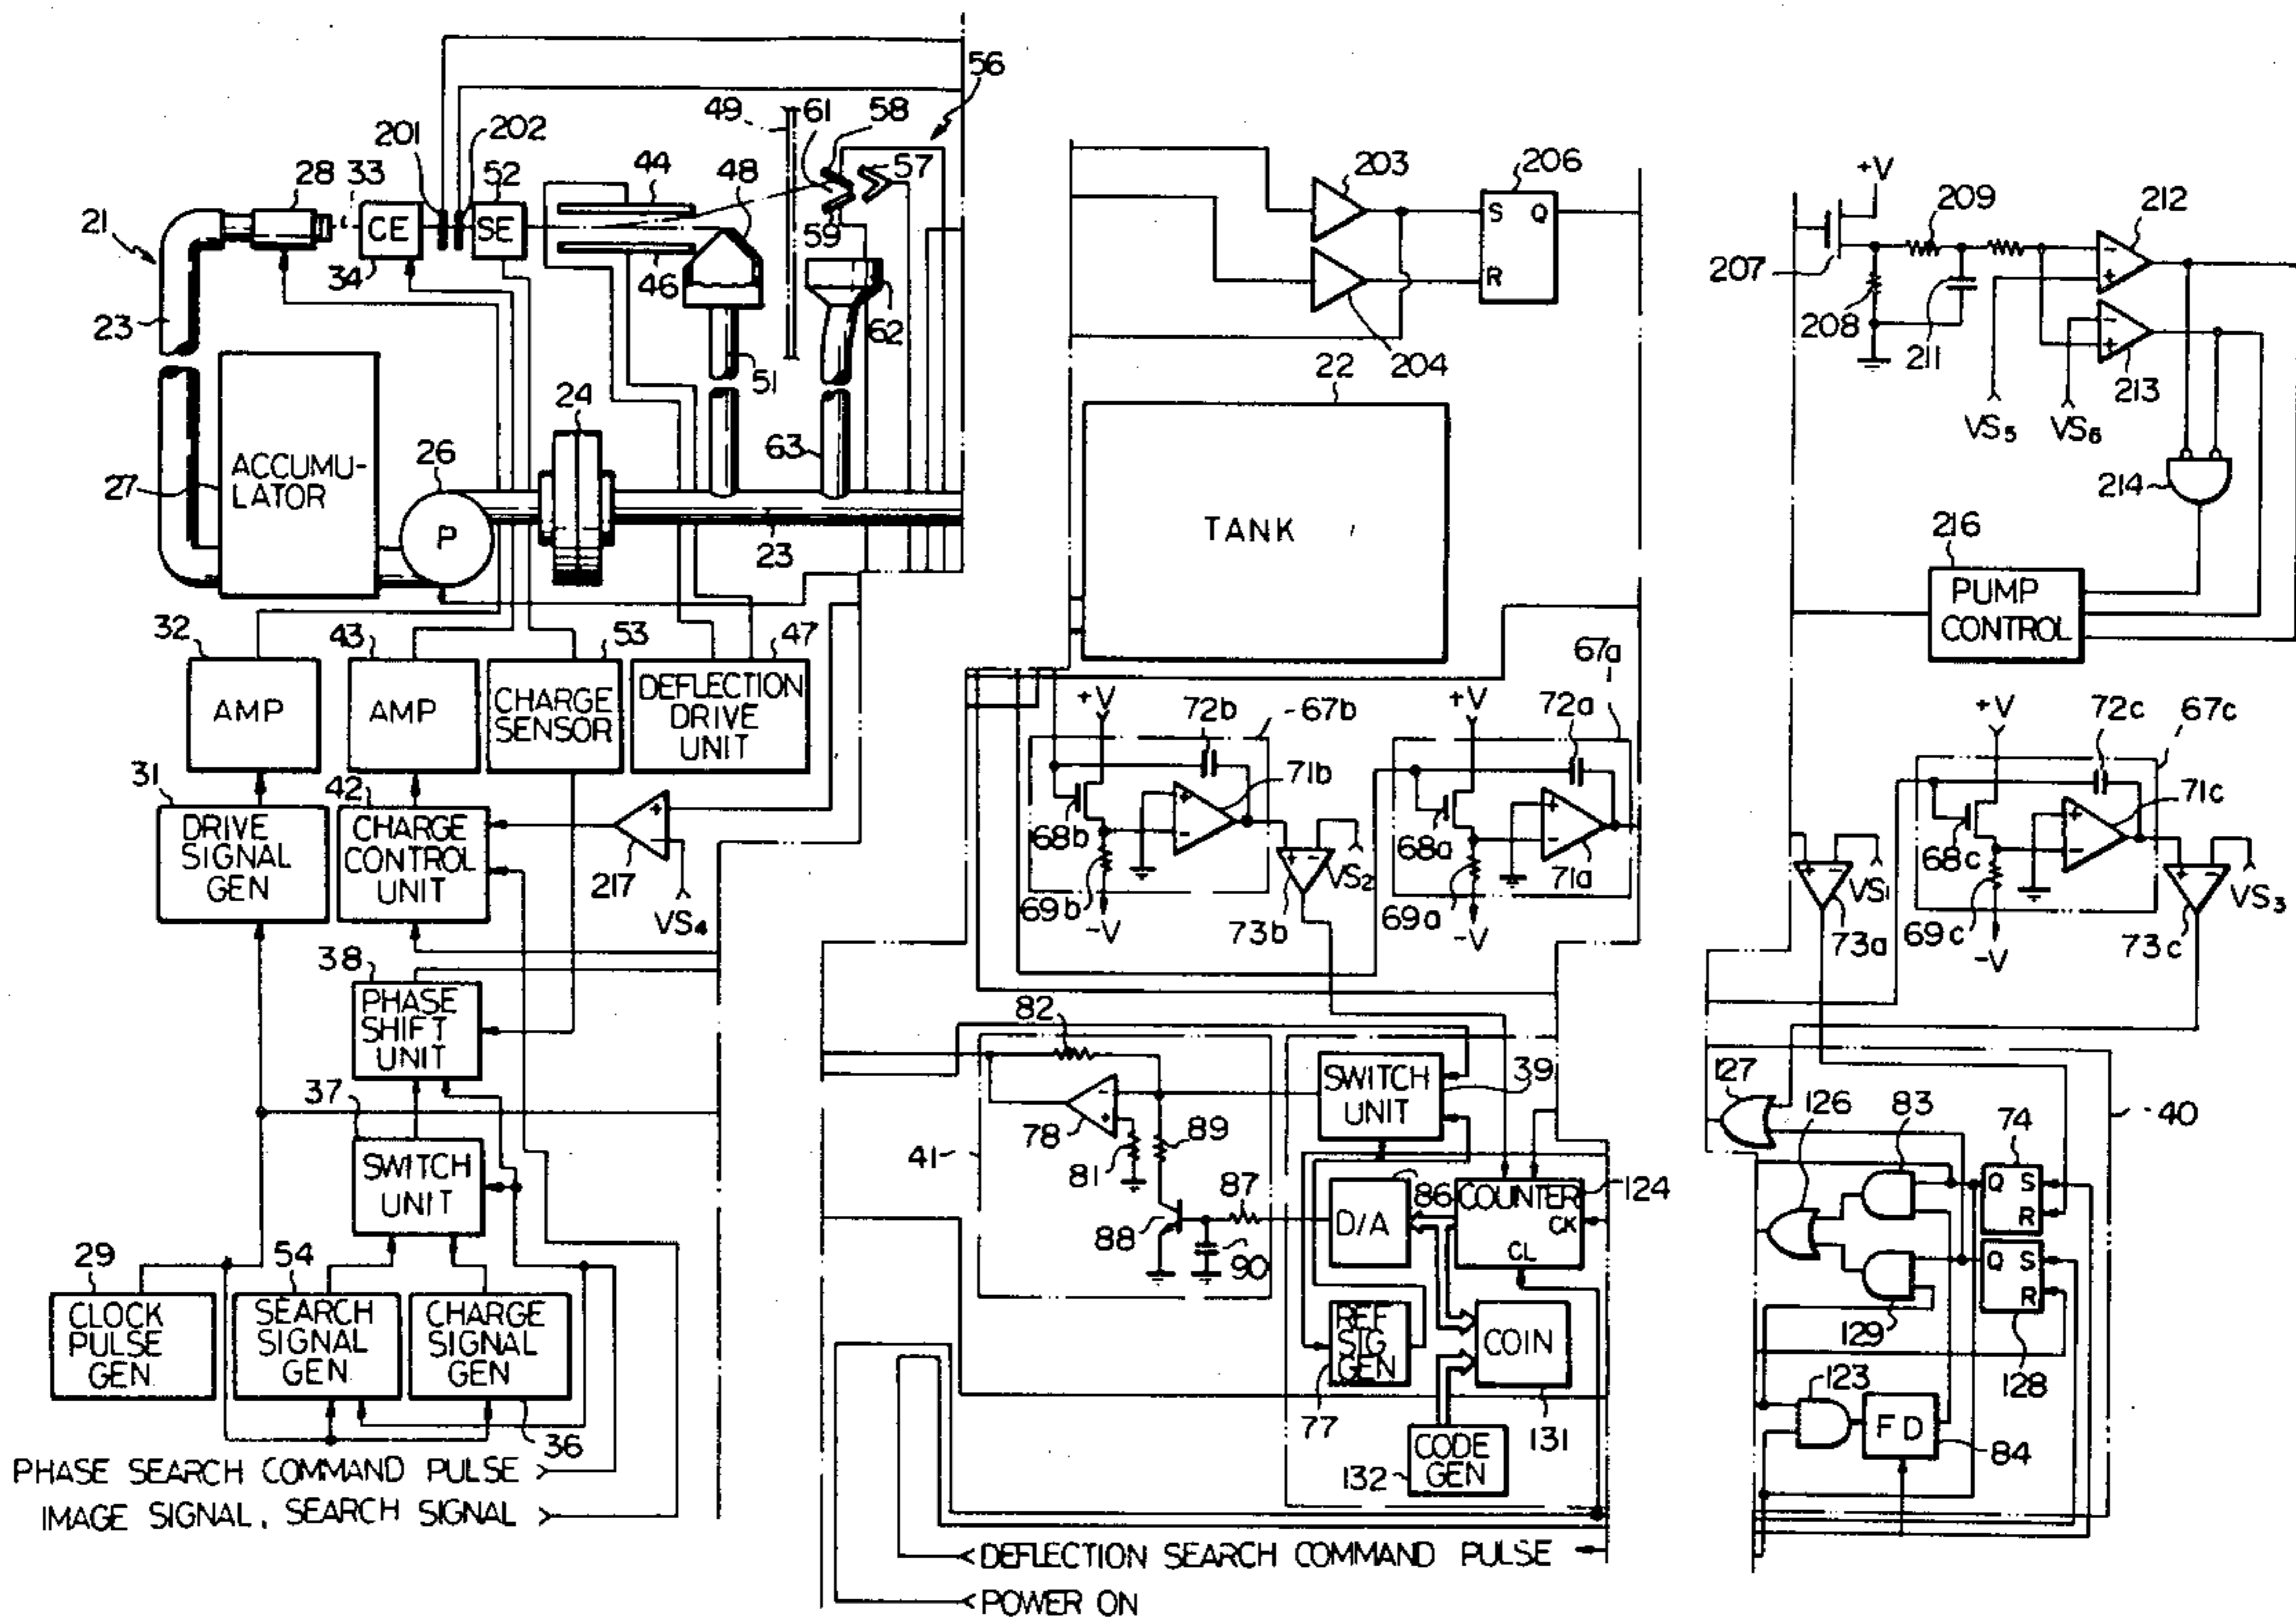 56
49
61
58
201
202
28
33
52
44
48
57
21
CE
SE
59
34
46
62
23
51
24
26
63
27
ACCUMU-
LATOR
P
23
32
43
53
47
AMP
AMP
CHARGE
SENSOR
DEFLECTION
DRIVE
UNIT
31
42
DRIVE
SIGNAL
GEN
CHARGE
CONTROL
UNIT
+
-
217
VS4
38
PHASE
SHIFT
UNIT
37
SWITCH
UNIT
29
54
CLOCK
PULSE
GEN
SEARCH
SIGNAL
GEN
CHARGE
SIGNAL
GEN
36
PHASE SEARCH COMMAND PULSE
IMAGE SIGNAL, SEARCH SIGNAL
203
206
S
Q
R
204
22
TANK
67a
+V
72b
67b
+V
72a
71b
+
-
+
-
68b
68a
71a
+
-
VS2
69b
-V
73b
69a
-V
82
SWITCH
UNIT
39
-
+
78
89
41
81
86
COUNTER
124
87
D/A
CK
88
90
CL
REF
SIG
GEN
COIN
77
131
CODE
GEN
132
DEFLECTION SEARCH COMMAND PULSE
POWER ON
+V
209
212
207
-
+
208
211
-
+
213
VS5
VS6
214
216
PUMP
CONTROL
+V
72c
67c
71c
+
-
68c
+
-
VS1
+
-
VS3
69c
-V
73a
73c
127
126
83
74
40
Q
S
R
Q
S
R
129
128
123
FD
84